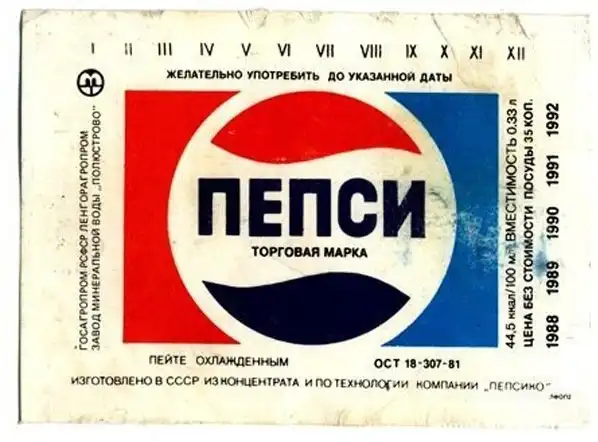 I II III IV V VI VII VIII IX X XI XII
ЖЕЛАТЕЛЬНО УПОТРЕБИТЬ ДО УКАЗАННОЙ ДАТЫ
ГОСАГРОПРОМ РСФСР ЛЕНГОРАГРОПРОМ
ЗАВОД МИНЕРАЛЬНОЙ ВОДЫ „ПОЛЮСТРОВО"
ПЕПСИ
ТОРГОВАЯ МАРКА
44,5 ккал/100 мл ВМЕСТИМОСТЬ 0,33 л
ЦЕНА БЕЗ СТОИМОСТИ ПОСУДЫ 35 КОП.
1988 1989 1990 1991 1992
ПЕЙТЕ ОХЛАЖДЕННЫМ ОСТ 18-307-81
ИЗГОТОВЛЕНО В СССР ИЗ КОНЦЕНТРАТА И ПО ТЕХНОЛОГИИ КОМПАНИИ „ПЕПСИКО"